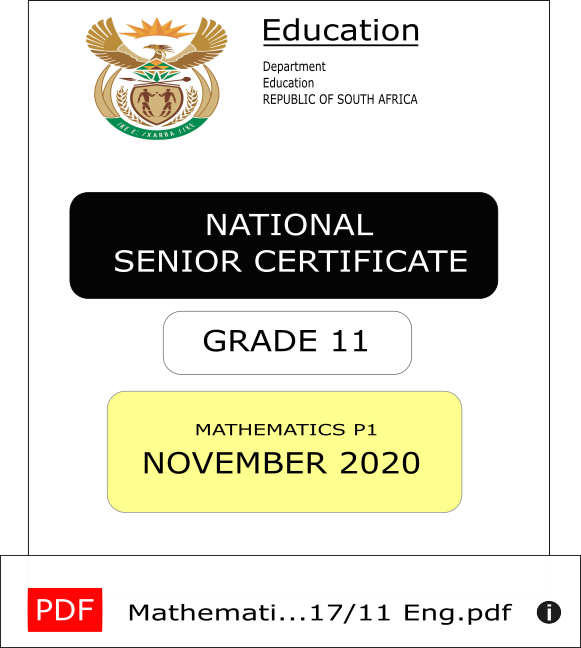 Education
Department
Education
REPUBLIC OF SOUTH AFRICA
!KE E: /XARRA //KE
NATIONAL
SENIOR CERTIFICATE
GRADE 11
MATHEMATICS P1
NOVEMBER 2020
PDF Mathemati...17/11 Eng.pdf i